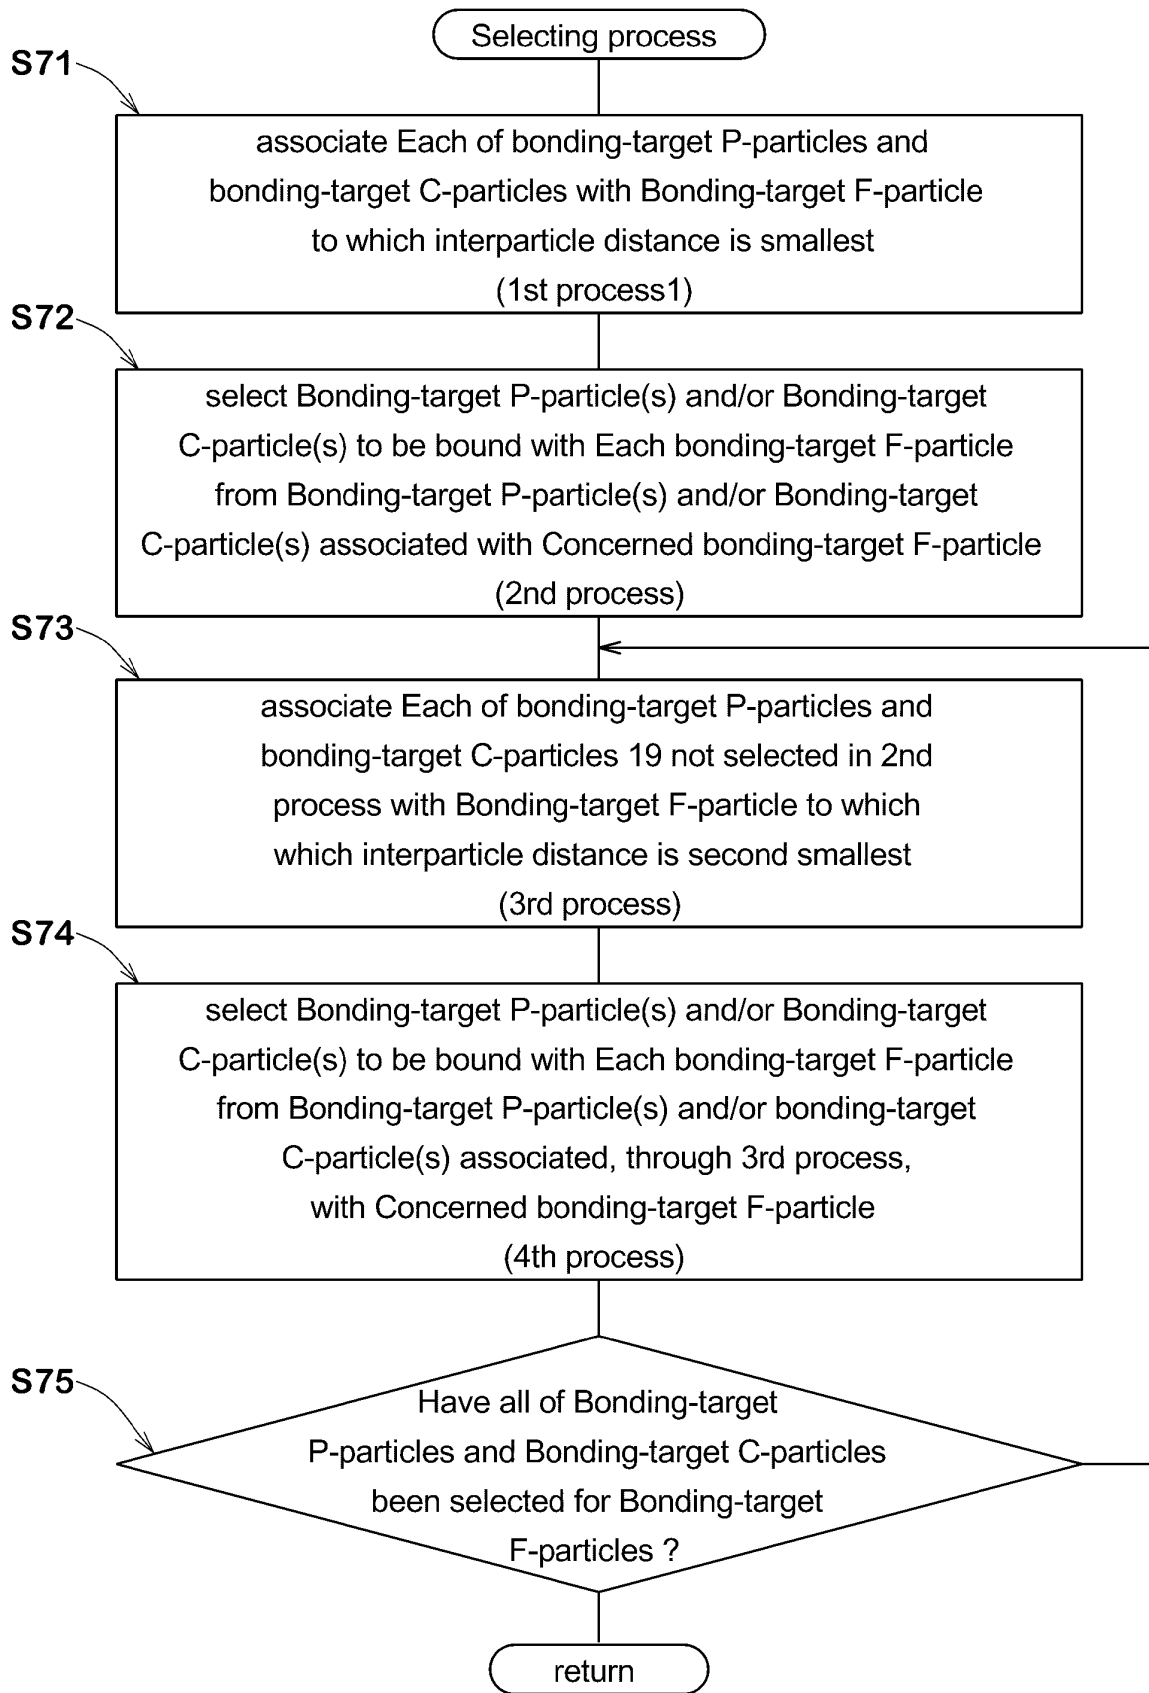 Selecting process
S71
associate Each of bonding-target P-particles and
bonding-target C-particles with Bonding-target F-particle
to which interparticle distance is smallest
(1st process1)
S72
select Bonding-target P-particle(s) and/or Bonding-target
C-particle(s) to be bound with Each bonding-target F-particle
from Bonding-target P-particle(s) and/or Bonding-target
C-particle(s) associated with Concerned bonding-target F-particle
(2nd process)
S73
associate Each of bonding-target P-particles and
bonding-target C-particles 19 not selected in 2nd
process with Bonding-target F-particle to which
which interparticle distance is second smallest
(3rd process)
S74
select Bonding-target P-particle(s) and/or Bonding-target
C-particle(s) to be bound with Each bonding-target F-particle
from Bonding-target P-particle(s) and/or bonding-target
C-particle(s) associated, through 3rd process,
with Concerned bonding-target F-particle
(4th process)
S75
Have all of Bonding-target
P-particles and Bonding-target C-particles
been selected for Bonding-target
F-particles ?
return